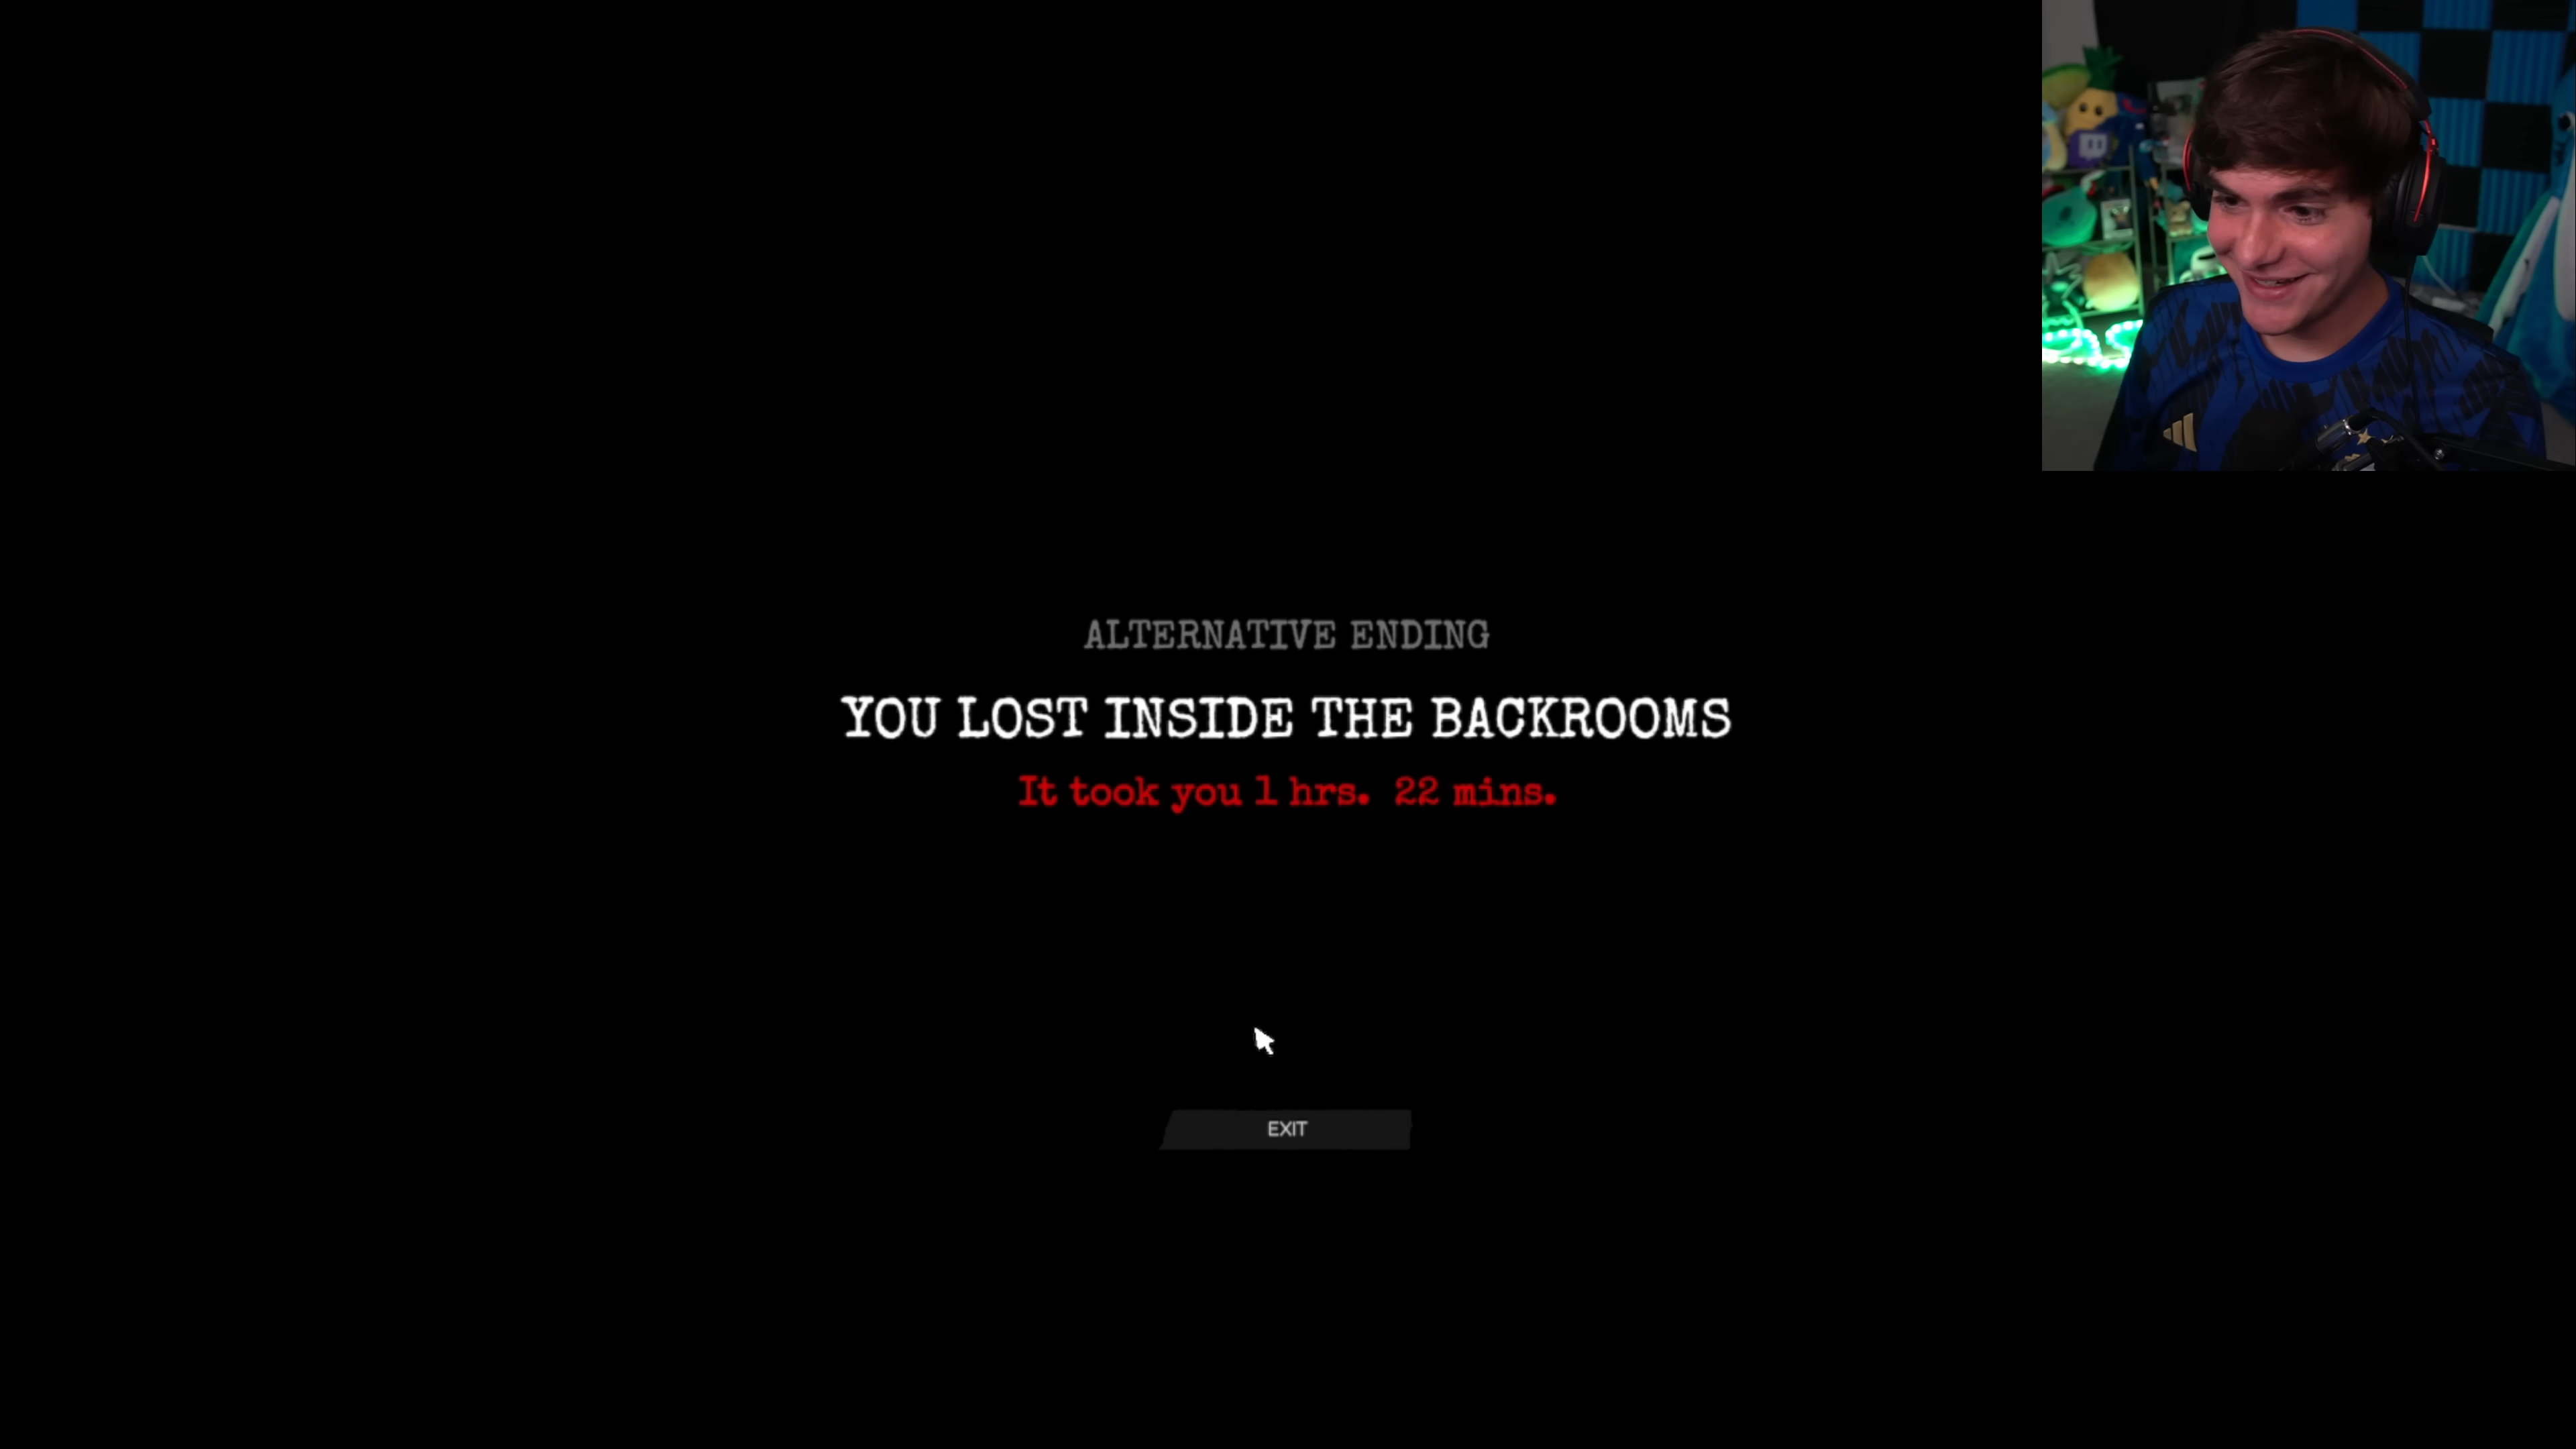 ALTERNATIVE ENDING
YOU LOST INSIDE THE BACKROOMS
It took you 1 hrs. 22 mins.
EXIT